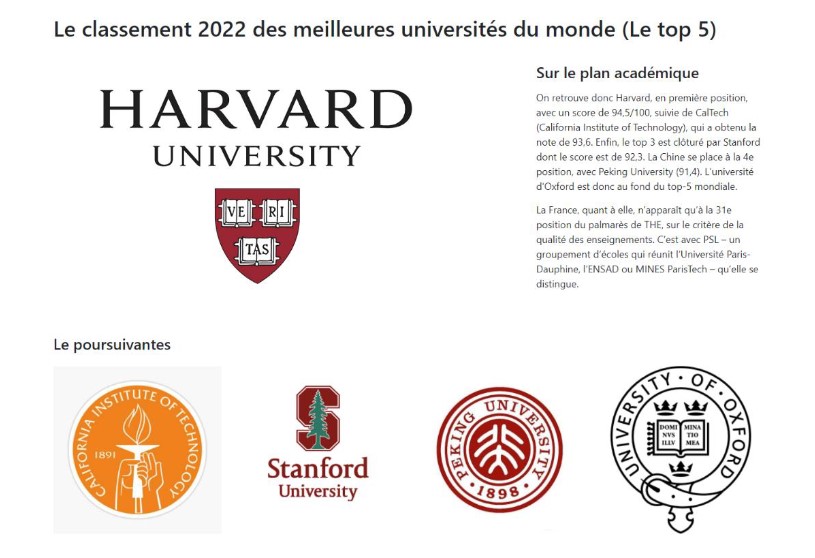 Le classement 2022 des meilleures universités du monde (Le top 5)
HARVARD
UNIVERSITY
VE RI
TAS
Sur le plan académique
On retrouve donc Harvard, en première position,
avec un score de 94,5/100, suivie de CalTech
(California Institute of Technology), qui a obtenu la
note de 93,6. Enfin, le top 3 est clôturé par Stanford
dont le score est de 92,3. La Chine se place à la 4e
position, avec Peking University (91,4). L'université
d'Oxford est donc au fond du top-5 mondiale.
La France, quant à elle, n'apparaît qu'à la 31e
position du palmarès de THE, sur le critère de la
qualité des enseignements. C'est avec PSL – un
groupement d'écoles qui réunit l'Université Paris-
Dauphine, l'ENSAD ou MINES ParisTech – qu'elle se
distingue.
Le poursuivantes
CALIFORNIA INSTITUTE OF TECHNOLOGY
1891
S
Stanford
University
PEKING UNIVERSITY
·1898·
UNIVERSITY · OF · OXFORD
DOMI MINA
NVS TIO
ILLV MEA